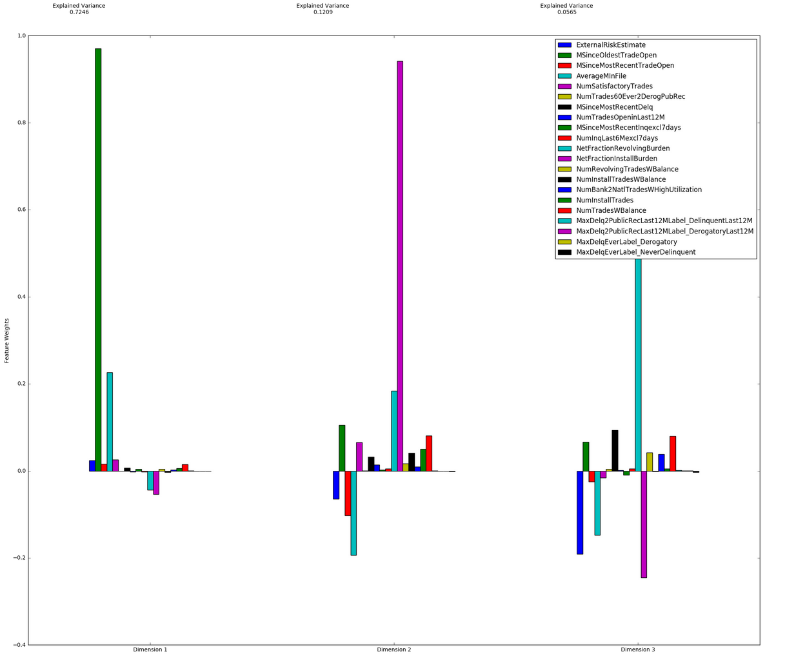 Explained Variance
0.7246
Explained Variance
0.1209
Explained Variance
0.0565
1.0
0.8
0.6
0.4
0.2
0.0
−0.2
−0.4
Feature Weights
ExternalRiskEstimate
MSinceOldestTradeOpen
MSinceMostRecentTradeOpen
AverageMInFile
NumSatisfactoryTrades
NumTrades60Ever2DerogPubRec
MSinceMostRecentDelq
NumTradesOpeninLast12M
MSinceMostRecentInqexcl7days
NumInqLast6Mexcl7days
NetFractionRevolvingBurden
NetFractionInstallBurden
NumRevolvingTradesWBalance
NumInstallTradesWBalance
NumBank2NatlTradesWHighUtilization
NumInstallTrades
NumTradesWBalance
MaxDelq2PublicRecLast12MLabel_DelinquentLast12M
MaxDelq2PublicRecLast12MLabel_DerogatoryLast12M
MaxDelqEverLabel_Derogatory
MaxDelqEverLabel_NeverDelinquent
Dimension 1
Dimension 2
Dimension 3